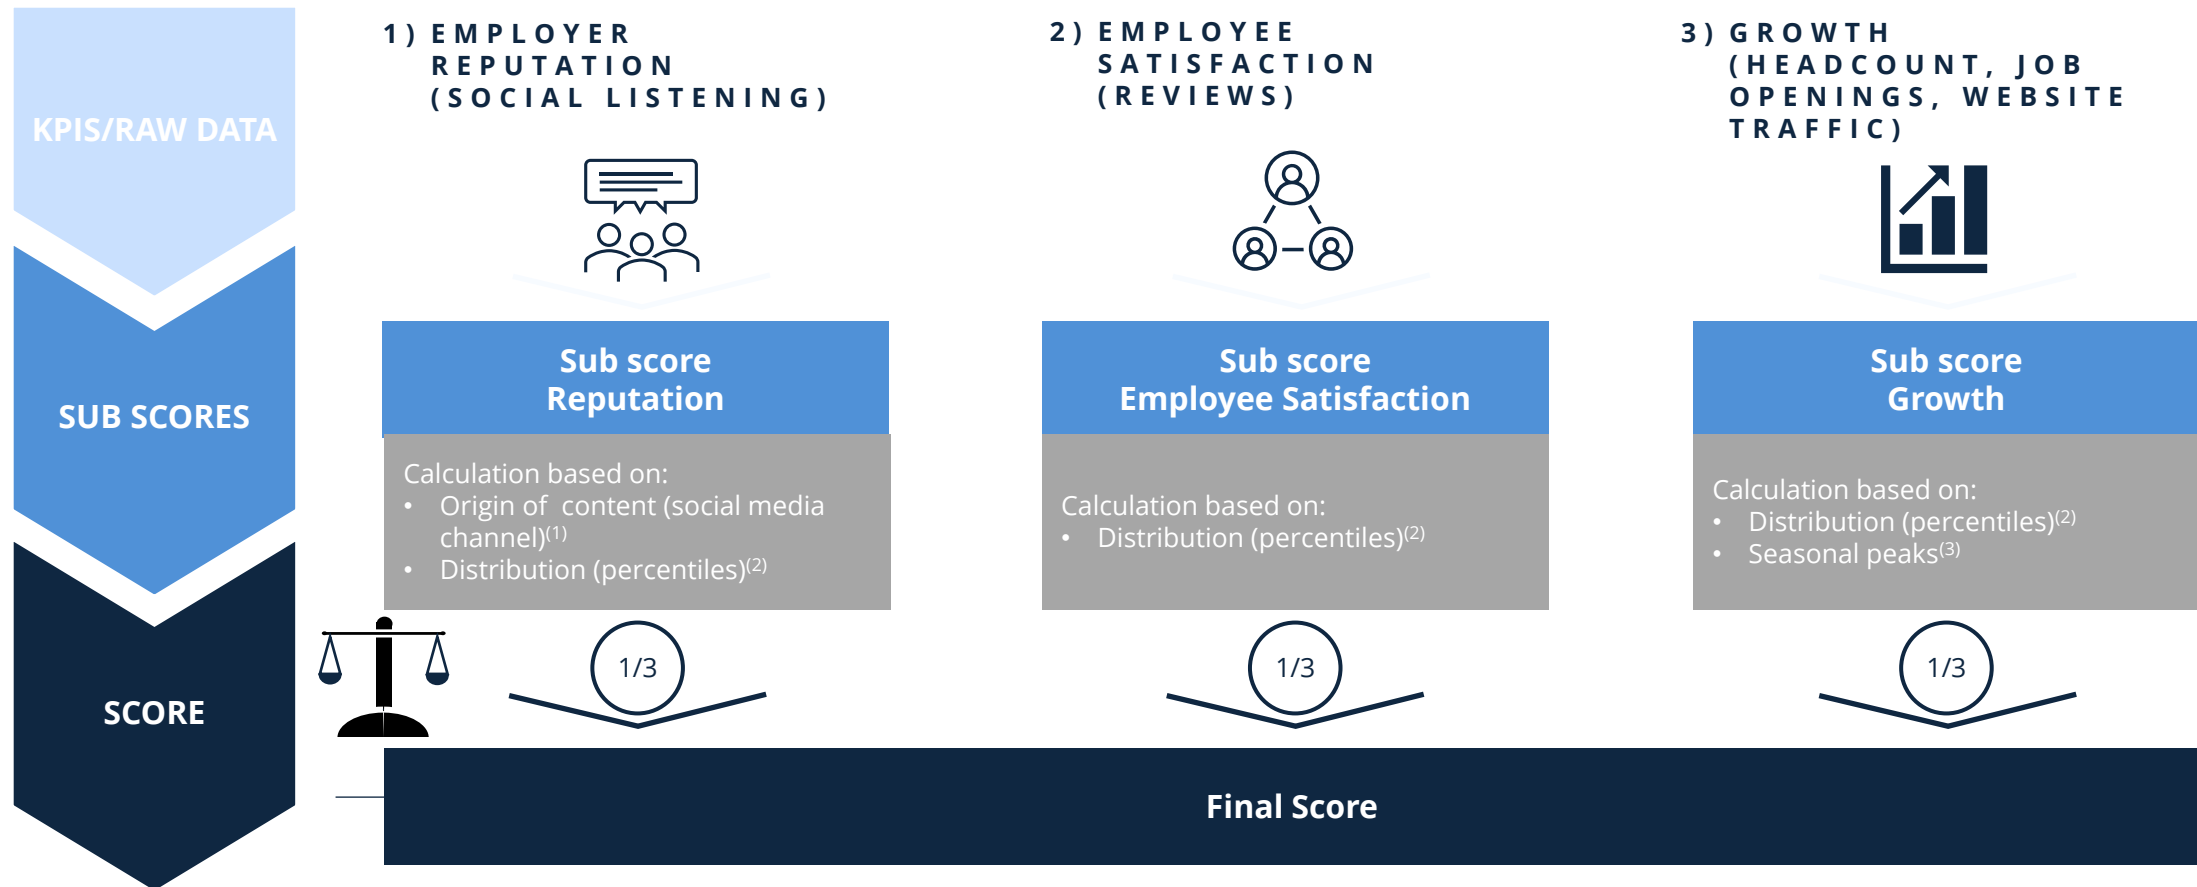 KPIS/RAW DATA
SUB SCORES
SCORE
1) EMPLOYER
REPUTATION
(SOCIAL LISTENING)
2) EMPLOYEE
SATISFACTION
(REVIEWS)
3) GROWTH
(HEADCOUNT, JOB
OPENINGS, WEBSITE
TRAFFIC)
Sub score
Reputation
Calculation based on:
• Origin of  content (social media
channel)(1)
• Distribution (percentiles)(2)
Sub score
Employee Satisfaction
Calculation based on:
• Distribution (percentiles)(2)
Sub score
Growth
Calculation based on:
• Distribution (percentiles)(2)
• Seasonal peaks(3)
1/3
1/3
1/3
Final Score